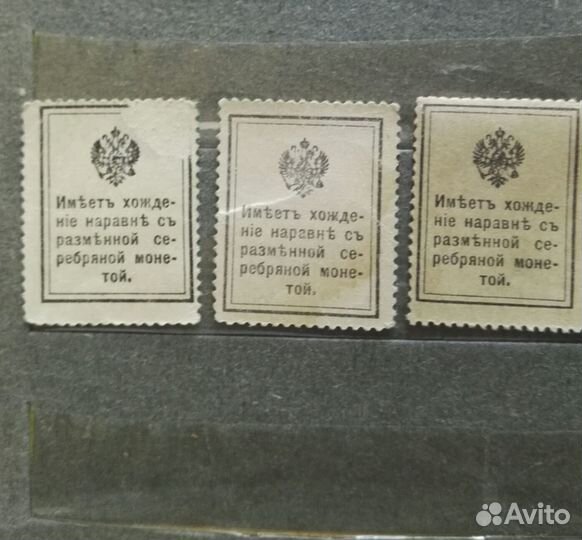 Имѣетъ хожде-
ніе наравнѣ съ
размѣнной се-
ребряной моне-
той.
Имѣетъ хожде-
ніе наравнѣ съ
размѣнной се-
ребряной моне-
той.
Имѣетъ хожде-
ніе наравнѣ съ
размѣнной се-
ребряной моне-
той.
Avito